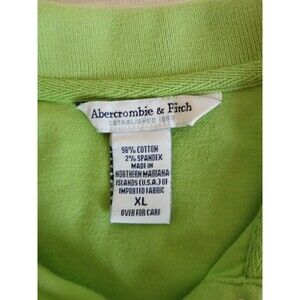 Abercrombie & Fitch
ESTABLISHED 1892
98% COTTON
2% SPANDEX
MADE IN
NORTHERN MARIANA
ISLANDS (U.S.A.) OF
IMPORTED FABRIC
XL
OVER FOR CARE